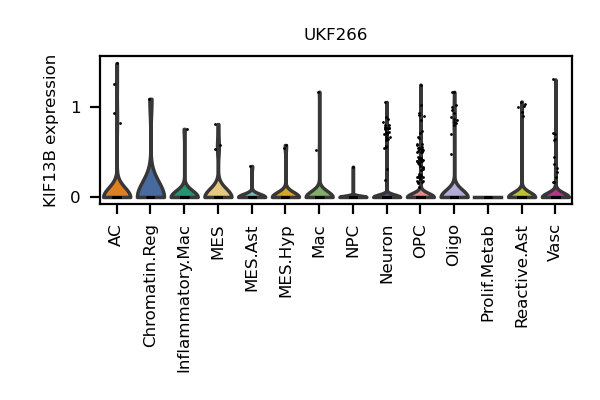 UKF266
KIF13B expression
1
0
AC
Chromatin.Reg
Inflammatory.Mac
MES
MES.Ast
MES.Hyp
Mac
NPC
Neuron
OPC
Oligo
Prolif.Metab
Reactive.Ast
Vasc